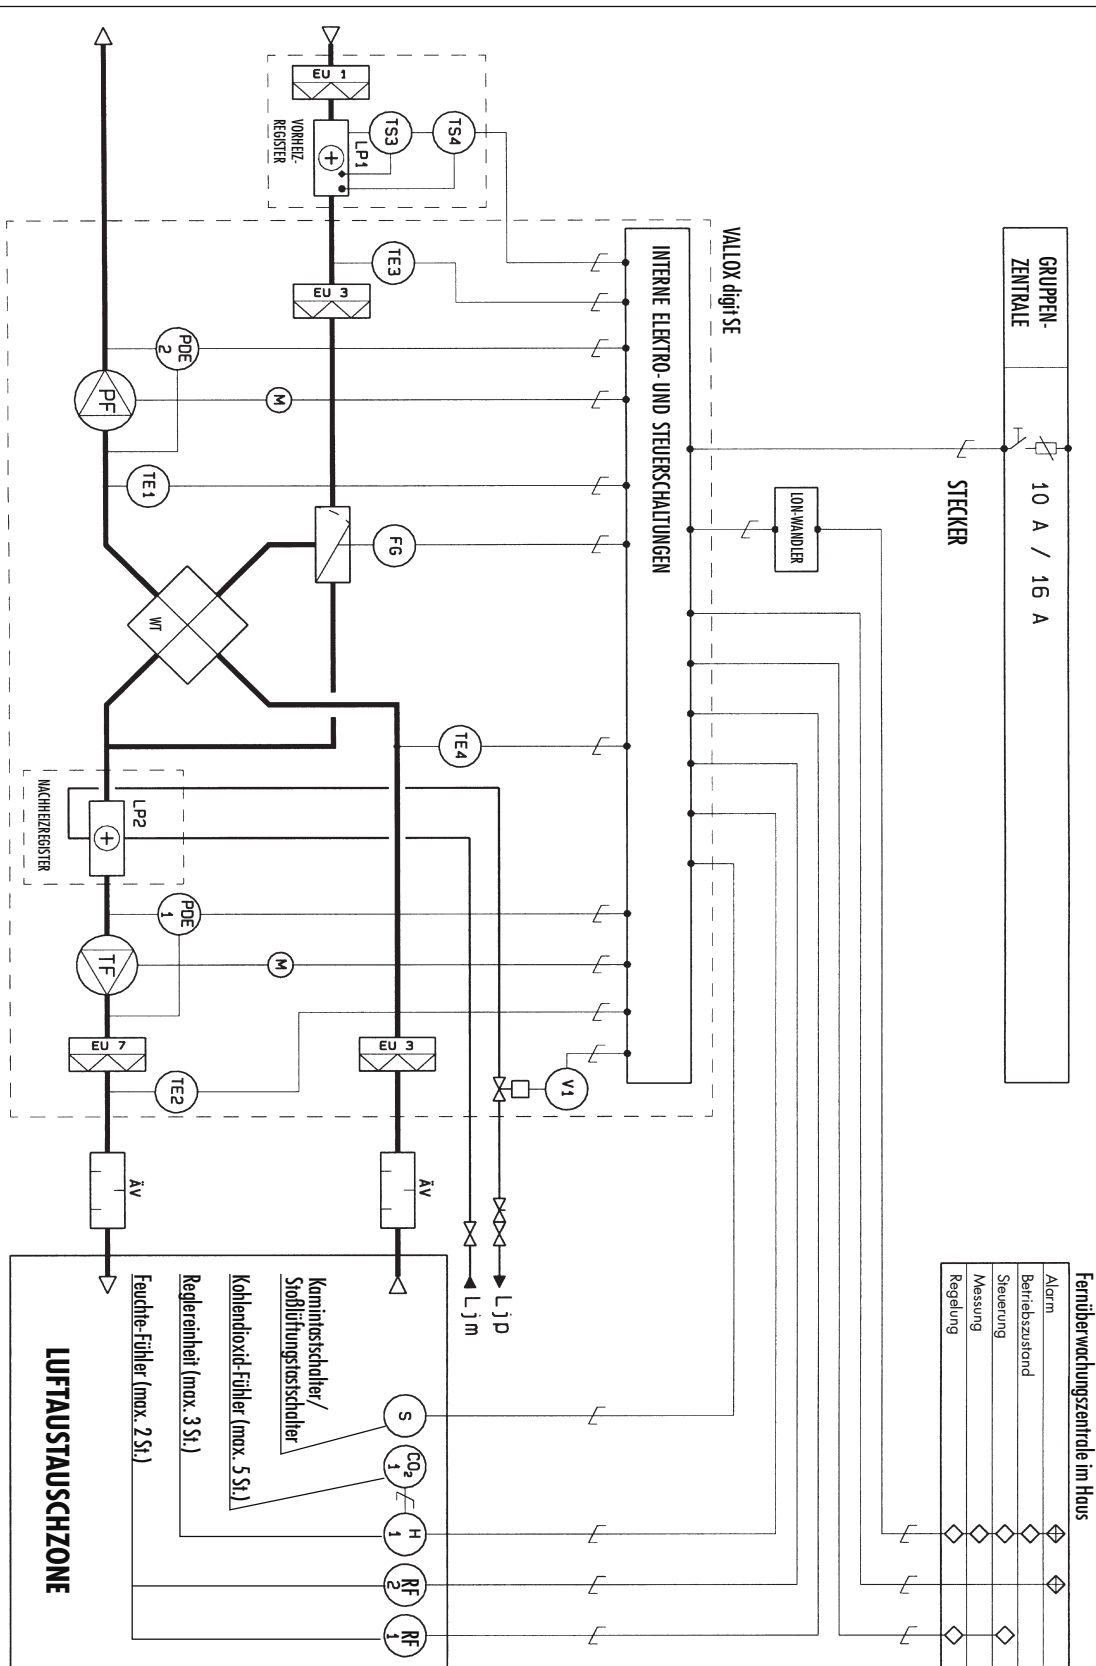 GRUPPEN-
ZENTRALE
10 A / 16 A
STECKER
LON-WANDLER
Fernüberwachungszentrale im Haus
Alarm
Betriebszustand
Steuerung
Messung
Regelung
VALLOX digit SE
INTERNE ELEKTRO- UND STEUERSCHALTUNGEN
EU 1
TS3
TS4
LP1
VORHEIZ-
REGISTER
TE3
EU 3
PDE
2
PF
M
TE1
FG
WT
TE4
LP2
NACHHEIZREGISTER
PDE
1
TF
M
EU 7
EU 3
TE2
V1
ÄV
ÄV
Ljp
Ljm
Kamintastschalter/
Stoßlüftungstastschalter
Kohlendioxid-Fühler (max. 5 St.)
Reglereinheit (max. 3 St.)
Feuchte-Fühler (max. 2 St.)
S
CO₂
1
H
1
RF
2
RF
1
LUFTAUSTAUSCHZONE